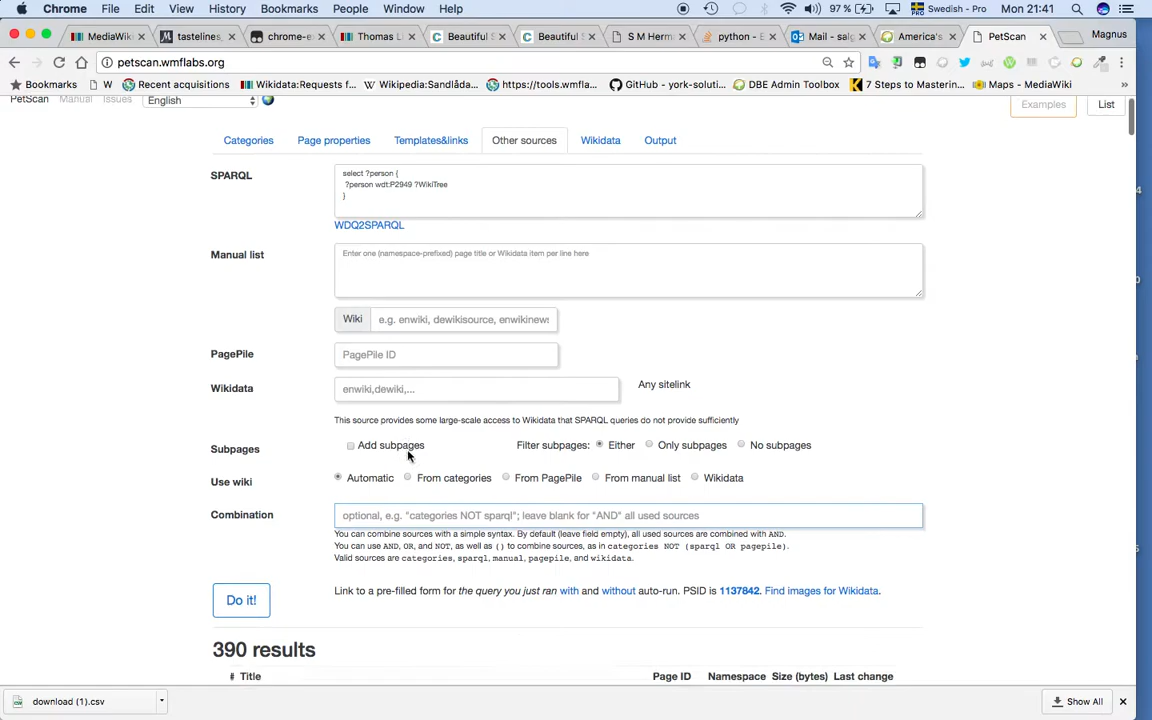 Chrome File Edit View History Bookmarks People Window Help 97 % Swedish - Pro Mon 21:41
MediaWik tastelines, chrome-ex Thomas Li Beautiful S Beautiful S S M Herm python - E Mail - salg America's PetScan Magnus
petscan.wmflabs.org
Bookmarks W Recent acquisitions Wikidata:Requests f... Wikipedia:Sandlåda... https://tools.wmfla... GitHub - york-soluti... DBE Admin Toolbox 7 Steps to Mastering... Maps - MediaWiki »
PetScan Manual Issues English Examples List
Categories Page properties Templates&links Other sources Wikidata Output
SPARQL
select ?person {
?person wdt:P2949 ?WikiTree
}
WDQ2SPARQL
Manual list
Enter one (namespace-prefixed) page title or Wikidata item per line here
Wiki e.g. enwiki, dewikisource, enwikinews
PagePile PagePile ID
Wikidata enwiki,dewiki,... Any sitelink
This source provides some large-scale access to Wikidata that SPARQL queries do not provide sufficiently
Subpages Add subpages Filter subpages: Either Only subpages No subpages
Use wiki Automatic From categories From PagePile From manual list Wikidata
Combination optional, e.g. "categories NOT sparql"; leave blank for "AND" all used sources
You can combine sources with a simple syntax. By default (leave field empty), all used sources are combined with AND.
You can use AND, OR, and NOT, as well as () to combine sources, as in categories NOT (sparql OR pagepile).
Valid sources are categories, sparql, manual, pagepile, and wikidata.
Do it! Link to a pre-filled form for the query you just ran with and without auto-run. PSID is 1137842. Find images for Wikidata.
390 results
# Title Page ID Namespace Size (bytes) Last change
download (1).csv Show All